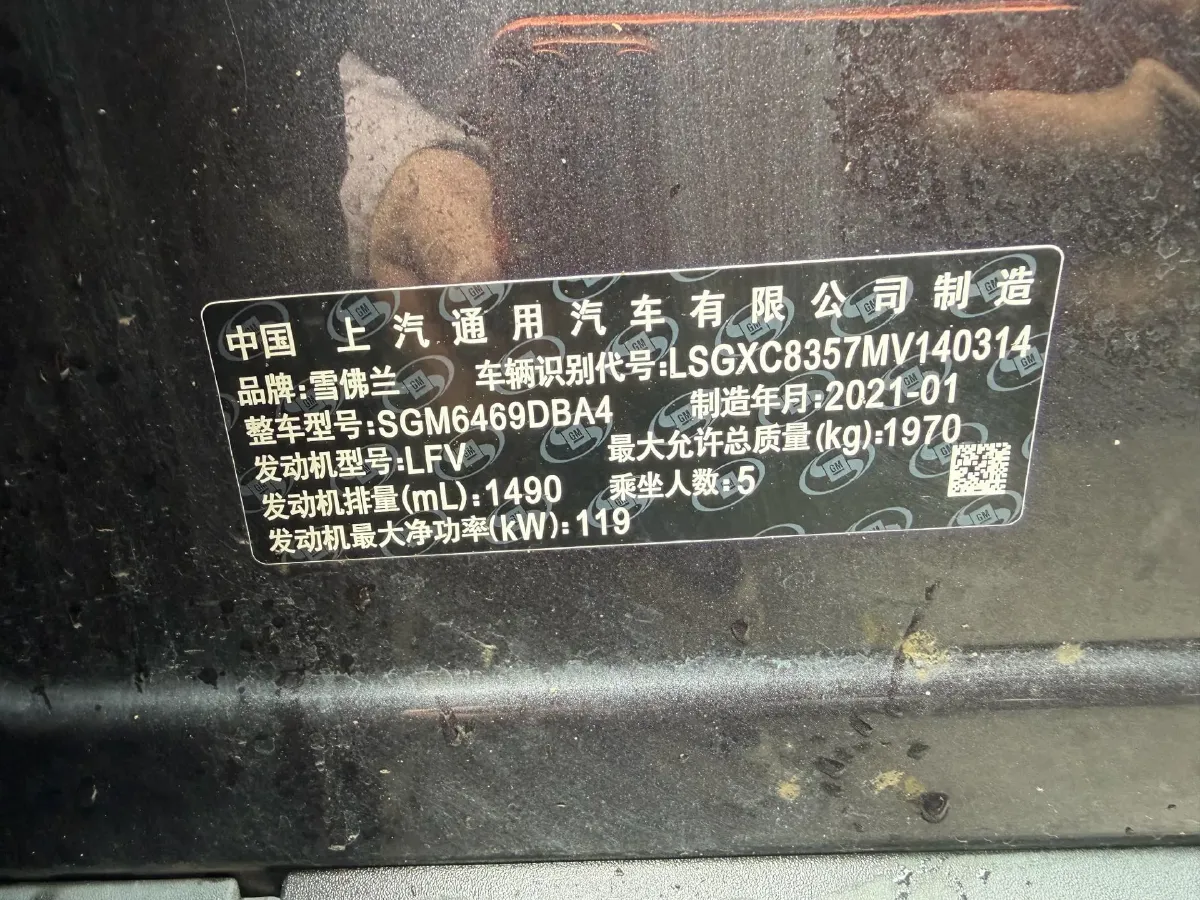 中国 上汽通用汽车有限公司制造
品牌:雪佛兰 车辆识别代号:LSGXC8357MV140314
整车型号:SGM6469DBA4 制造年月:2021-01
发动机型号:LFV 最大允许总质量(kg):1970
发动机排量(mL):1490 乘坐人数:5
发动机最大净功率(kW):119